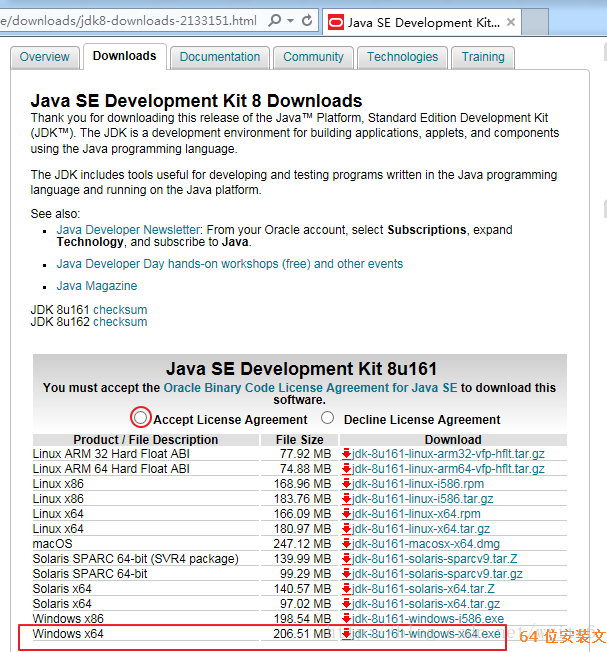 e/downloads/jdk8-downloads-2133151.html
Java SE Development Kit...
Overview Downloads Documentation Community Technologies Training
Java SE Development Kit 8 Downloads
Thank you for downloading this release of the Java™ Platform, Standard Edition Development Kit
(JDK™). The JDK is a development environment for building applications, applets, and components
using the Java programming language.
The JDK includes tools useful for developing and testing programs written in the Java programming
language and running on the Java platform.
See also:
Java Developer Newsletter: From your Oracle account, select Subscriptions, expand
Technology, and subscribe to Java.
Java Developer Day hands-on workshops (free) and other events
Java Magazine
JDK 8u161 checksum
JDK 8u162 checksum
Java SE Development Kit 8u161
You must accept the Oracle Binary Code License Agreement for Java SE to download this
software.
Accept License Agreement Decline License Agreement
Product / File Description File Size Download
Linux ARM 32 Hard Float ABI 77.92 MB jdk-8u161-linux-arm32-vfp-hflt.tar.gz
Linux ARM 64 Hard Float ABI 74.88 MB jdk-8u161-linux-arm64-vfp-hflt.tar.gz
Linux x86 168.96 MB jdk-8u161-linux-i586.rpm
Linux x86 183.76 MB jdk-8u161-linux-i586.tar.gz
Linux x64 166.09 MB jdk-8u161-linux-x64.rpm
Linux x64 180.97 MB jdk-8u161-linux-x64.tar.gz
macOS 247.12 MB jdk-8u161-macosx-x64.dmg
Solaris SPARC 64-bit (SVR4 package) 139.99 MB jdk-8u161-solaris-sparcv9.tar.Z
Solaris SPARC 64-bit 99.29 MB jdk-8u161-solaris-sparcv9.tar.gz
Solaris x64 140.57 MB jdk-8u161-solaris-x64.tar.Z
Solaris x64 97.02 MB jdk-8u161-solaris-x64.tar.gz
Windows x86 198.54 MB jdk-8u161-windows-i586.exe
Windows x64 206.51 MB jdk-8u161-windows-x64.exe 64 位安装文